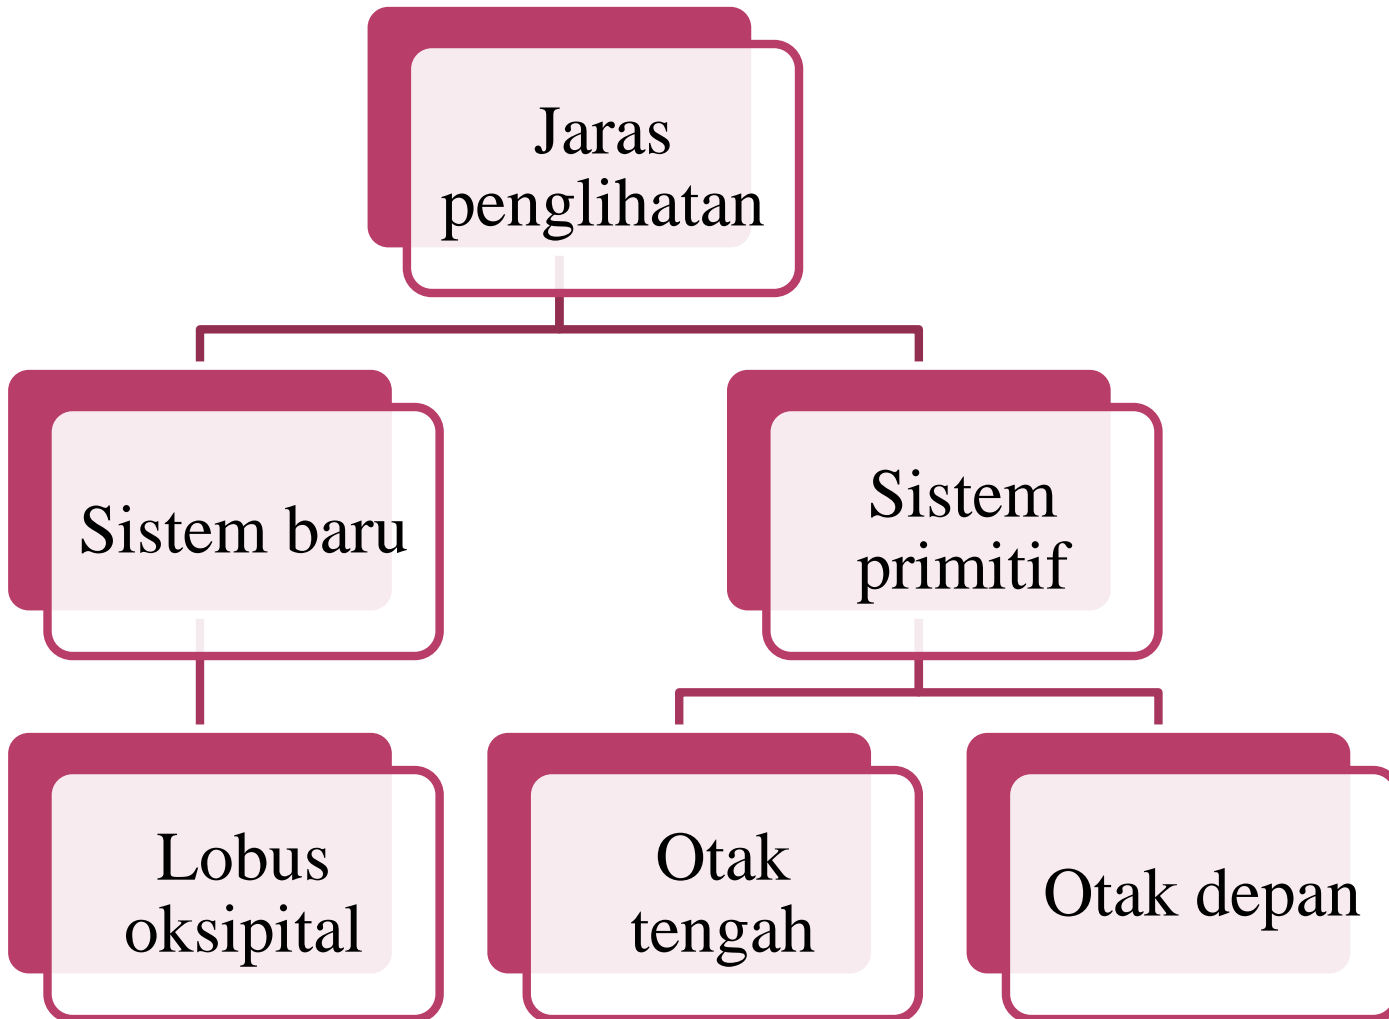 Jaras
penglihatan
Sistem baru
Sistem
primitif
Lobus
oksipital
Otak
tengah
Otak depan